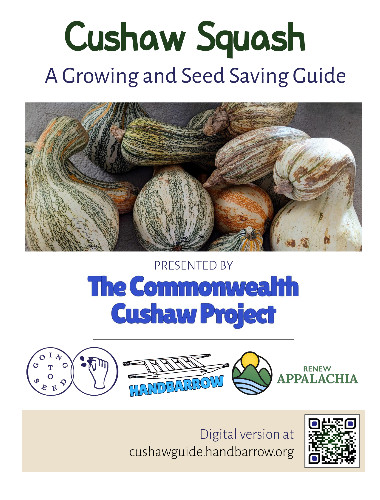 Cushaw Squash
A Growing and Seed Saving Guide
PRESENTED BY
The Commonwealth
Cushaw Project
GOING
TO
SEED
HANDBARROW
RENEW
APPALACHIA
Digital version at
cushawguide.handbarrow.org